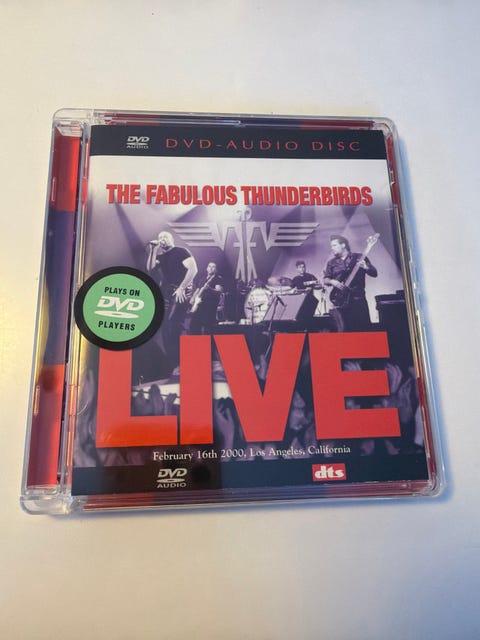 DVD
AUDIO
DVD-AUDIO DISC
THE FABULOUS THUNDERBIRDS
PLAYS ON
DVD
PLAYERS
LIVE
February 16th 2000, Los Angeles, California
DVD
AUDIO
dts